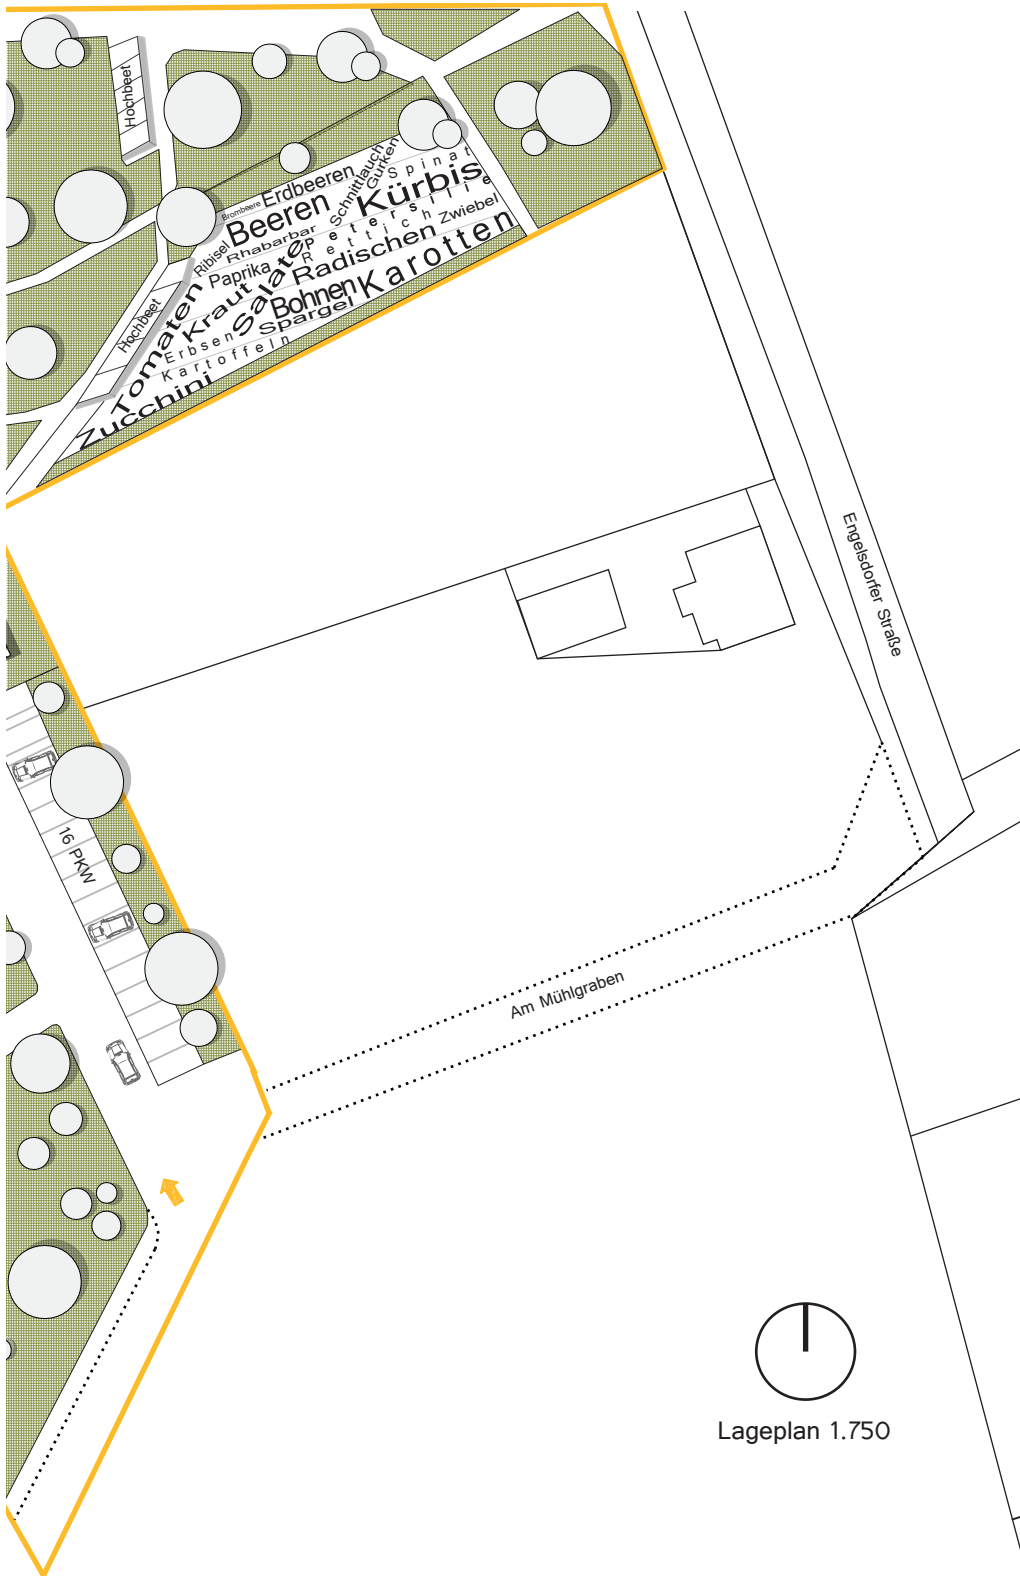 Hochbeet
Schnittlauch
Gurken
Spinat
Erdbeeren
Brombeere
Kürbis
Beeren
Petersilie
Ribisel
Rhabarbar
Rettich
Zwiebel
Paprika
Salate
Radischen
Karotten
Tomaten
Kraut
Bohnen
Hochbeet
Erbsen
Spargel
Kartoffeln
Zucchini
Engelsdorfer Straße
16 PKW
Am Mühlgraben
Lageplan 1.750